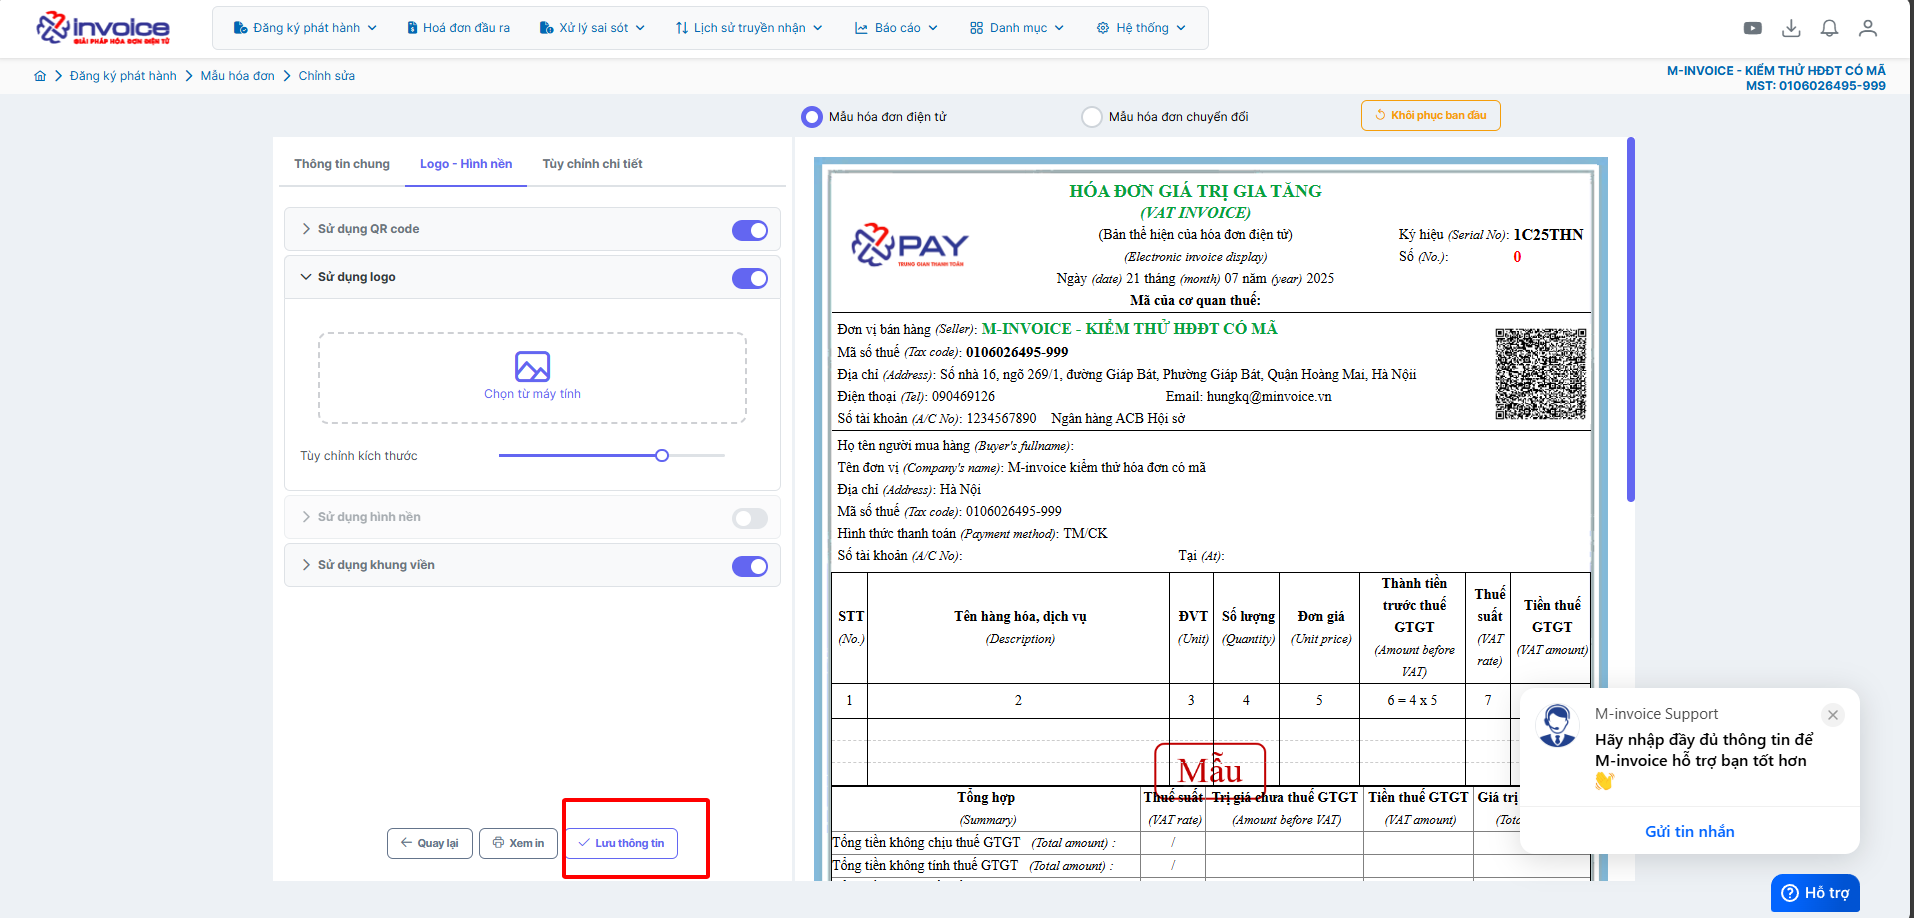 invoice
GIẢI PHÁP HÓA ĐƠN ĐIỆN TỬ
Đăng ký phát hành
Hoá đơn đầu ra
Xử lý sai sót
Lịch sử truyền nhận
Báo cáo
Danh mục
Hệ thống
Đăng ký phát hành
Mẫu hóa đơn
Chỉnh sửa
M-INVOICE - KIỂM THỬ HĐĐT CÓ MÃ
MST: 0106026495-999
Mẫu hóa đơn điện tử
Mẫu hóa đơn chuyển đổi
Khôi phục ban đầu
Thông tin chung
Logo - Hình nền
Tùy chỉnh chi tiết
Sử dụng QR code
Sử dụng logo
Chọn từ máy tính
Tùy chỉnh kích thước
Sử dụng hình nền
Sử dụng khung viền
Quay lại
Xem in
Lưu thông tin
HÓA ĐƠN GIÁ TRỊ GIA TĂNG
(VAT INVOICE)
(Bản thể hiện của hóa đơn điện tử)
(Electronic invoice display)
Ngày (date) 21 tháng (month) 07 năm (year) 2025
Mã của cơ quan thuế:
PAY
TRUNG GIAN THANH TOÁN
Ký hiệu (Serial No): 1C25THN
Số (No.): 0
Đơn vị bán hàng (Seller): M-INVOICE - KIỂM THỬ HĐĐT CÓ MÃ
Mã số thuế (Tax code): 0106026495-999
Địa chỉ (Address): Số nhà 16, ngõ 269/1, đường Giáp Bát, Phường Giáp Bát, Quận Hoàng Mai, Hà Nộii
Điện thoại (Tel): 090469126 Email: hungkq@minvoice.vn
Số tài khoản (A/C No): 1234567890 Ngân hàng ACB Hội sở
Họ tên người mua hàng (Buyer's fullname):
Tên đơn vị (Company's name): M-invoice kiểm thử hóa đơn có mã
Địa chỉ (Address): Hà Nội
Mã số thuế (Tax code): 0106026495-999
Hình thức thanh toán (Payment method): TM/CK
Số tài khoản (A/C No): Tại (At):
STT
(No.)
Tên hàng hóa, dịch vụ
(Description)
ĐVT
(Unit)
Số lượng
(Quantity)
Đơn giá
(Unit price)
Thành tiền
trước thuế
GTGT
(Amount before
VAT)
Thuế
suất
(VAT
rate)
Tiền thuế
GTGT
(VAT amount)
1 2 3 4 5 6 = 4 x 5 7
Mẫu
Tổng hợp
(Summary)
Thuế suất
(VAT rate)
Trị giá chưa thuế GTGT
(Amount before VAT)
Tiền thuế GTGT
(VAT amount)
Giá trị
Tổng tiền không chịu thuế GTGT (Total amount) : /
Tổng tiền không tính thuế GTGT (Total amount) : /
M-invoice Support
Hãy nhập đầy đủ thông tin để
M-invoice hỗ trợ bạn tốt hơn
👋
Gửi tin nhắn
Hỗ trợ